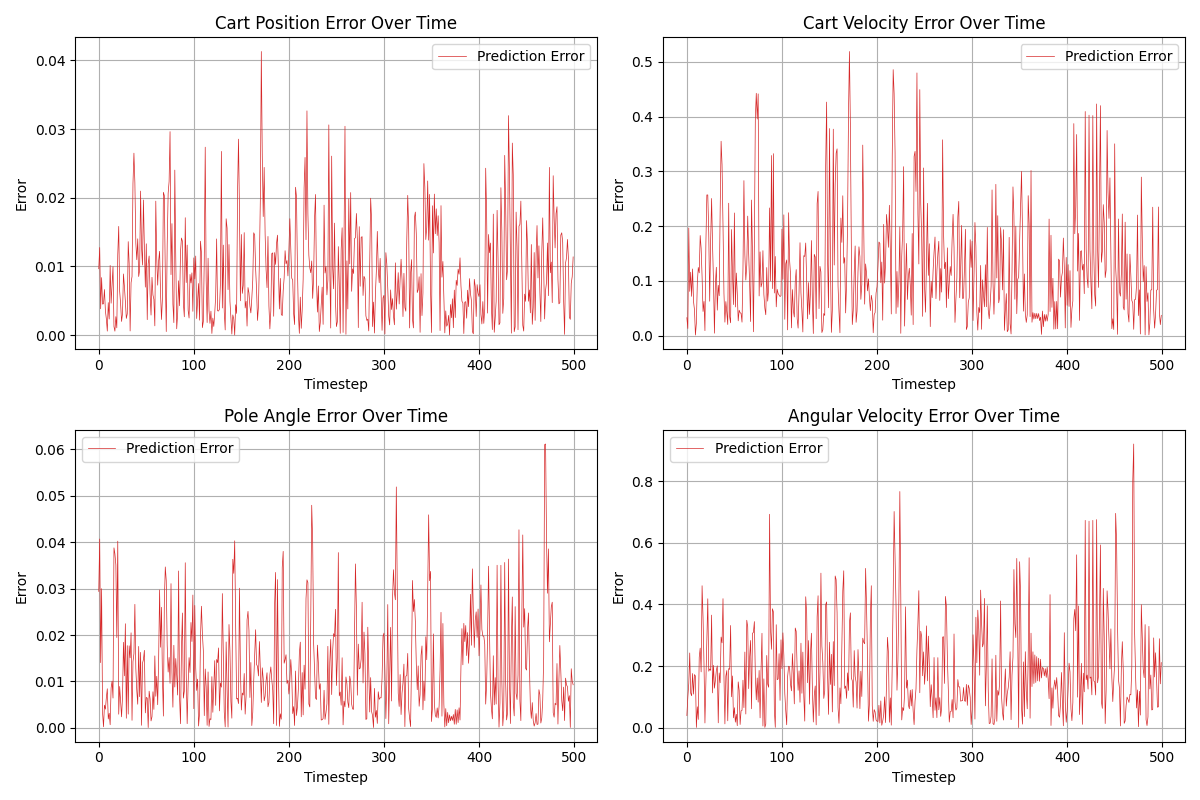 Cart Position Error Over Time
Prediction Error
Error
0.04
0.03
0.02
0.01
0.00
0 100 200 300 400 500
Timestep
Cart Velocity Error Over Time
Prediction Error
Error
0.5
0.4
0.3
0.2
0.1
0.0
0 100 200 300 400 500
Timestep
Pole Angle Error Over Time
Prediction Error
Error
0.06
0.05
0.04
0.03
0.02
0.01
0.00
0 100 200 300 400 500
Timestep
Angular Velocity Error Over Time
Prediction Error
Error
0.8
0.6
0.4
0.2
0.0
0 100 200 300 400 500
Timestep